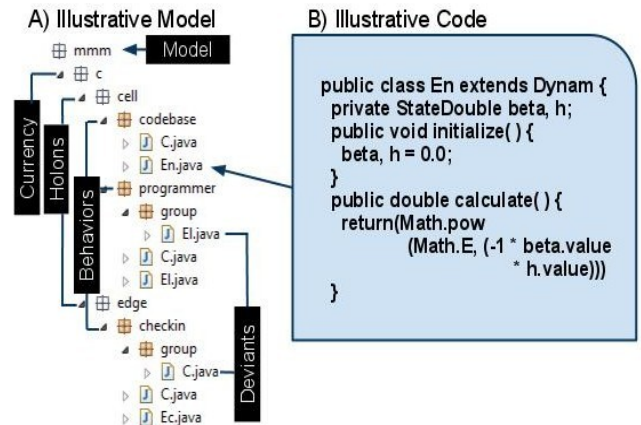 A) Illustrative Model
mmm
Model
c
cell
codebase
C.java
En.java
programmer
group
El.java
C.java
El.java
edge
checkin
group
C.java
C.java
Ec.java
Currency
Holons
Behaviors
Deviants
B) Illustrative Code
public class En extends Dynam {
private StateDouble beta, h;
public void initialize( ) {
beta, h = 0.0;
}
public double calculate( ) {
return(Math.pow
(Math.E, (-1 * beta.value
* h.value)))
}